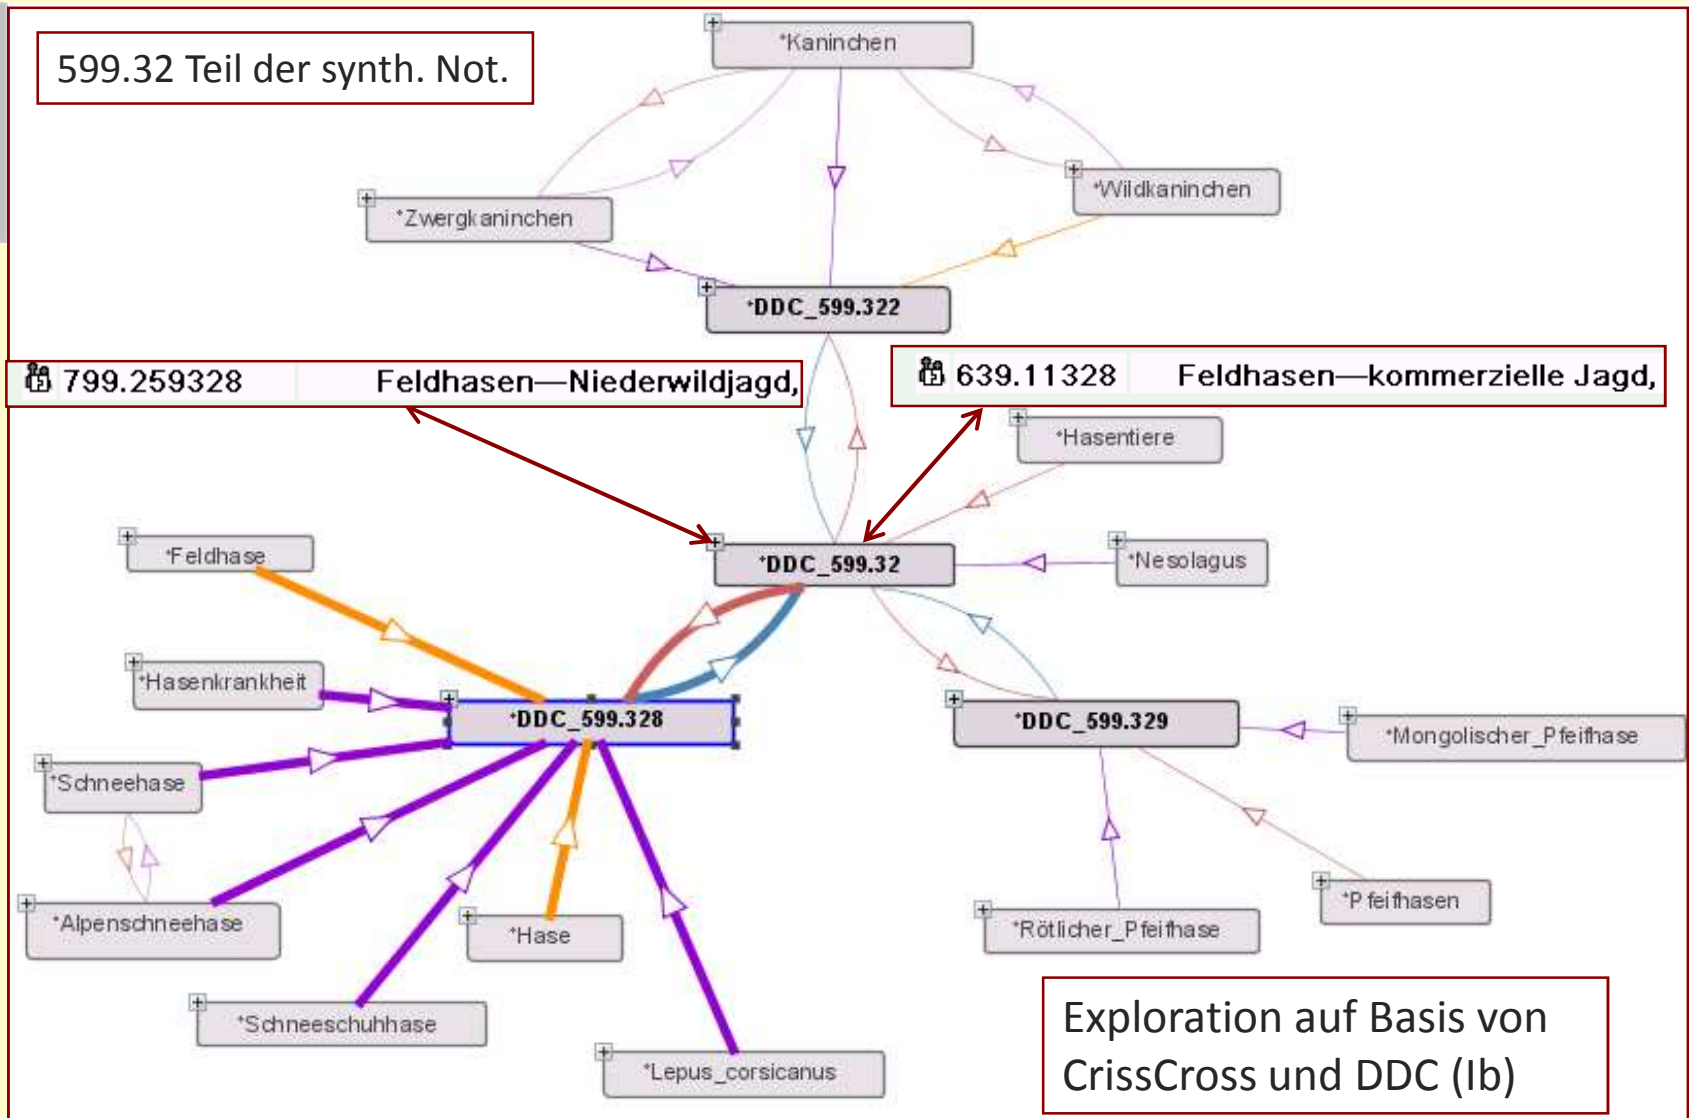 599.32 Teil der synth. Not.
*Kaninchen
*Zwergkaninchen
*Wildkaninchen
*DDC_599.322
799.259328 Feldhasen—Niederwildjagd,
639.11328 Feldhasen—kommerzielle Jagd,
*Hasentiere
*Feldhase
*DDC_599.32
*Nesolagus
*Hasenkrankheit
*DDC_599.328
*DDC_599.329
*Mongolischer_Pfeifhase
*Schneehase
*Alpenschneehase
*Hase
*Rötlicher_Pfeifhase
*Pfeifhasen
*Schneeschuhhase
*Lepus_corsicanus
Exploration auf Basis von
CrissCross und DDC (Ib)